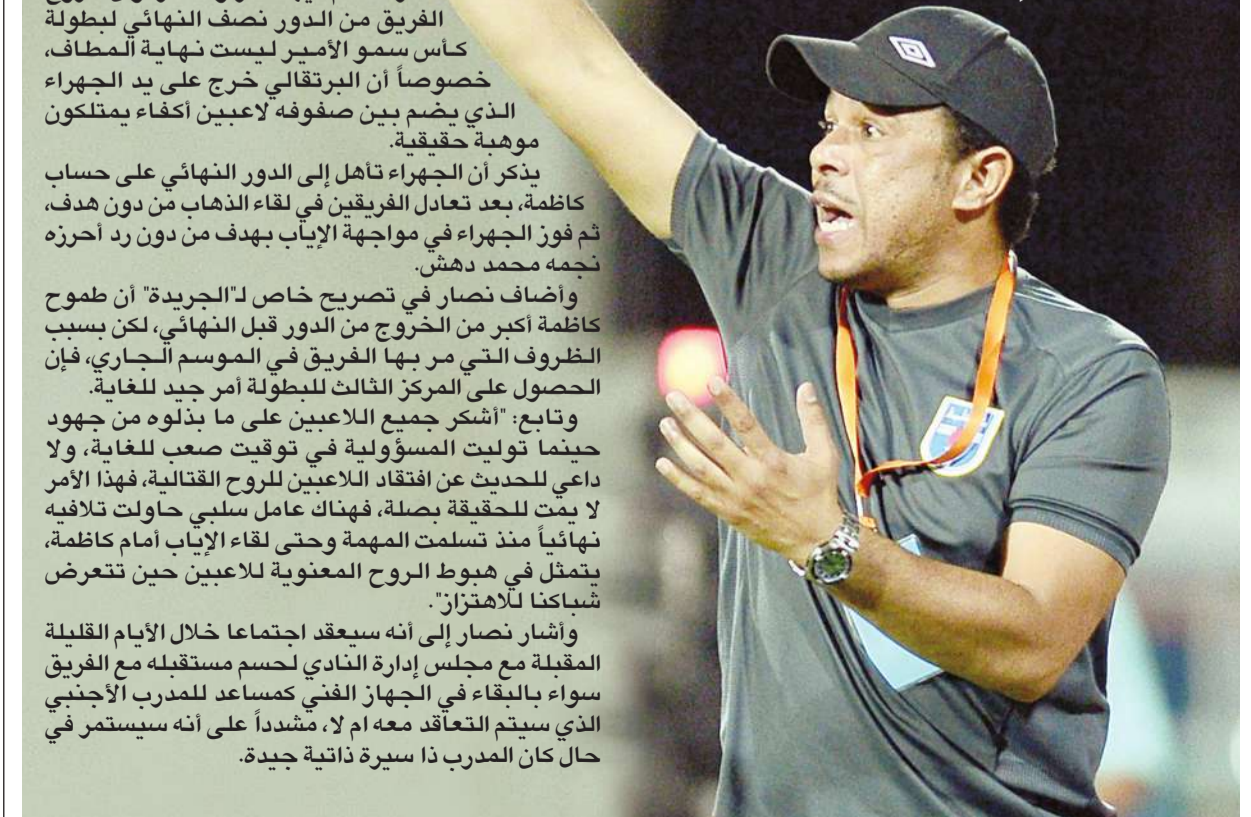 الفريق من الدور نصف النهائي لبطولة
كأس سمو الأمير ليست نهاية المطاف،
خصوصاً أن البرتقالي خرج على يد الجهراء
الذي يضم بين صفوفه لاعبين أكفاء يمتلكون
موهبة حقيقية.
يذكر أن الجهراء تأهل إلى الدور النهائي على حساب
كاظمة، بعد تعادل الفريقين في لقاء الذهاب من دون هدف،
ثم فوز الجهراء في مواجهة الإياب بهدف من دون رد أحرزه
نجمه محمد دهش.
وأضاف نصار في تصريح خاص لـ"الجريدة" أن طموح
كاظمة أكبر من الخروج من الدور قبل النهائي، لكن بسبب
الظروف التي مر بها الفريق في الموسم الجاري، فإن
الحصول على المركز الثالث للبطولة أمر جيد للغاية.
وتابع: "أشكر جميع اللاعبين على ما بذلوه من جهود
حينما توليت المسؤولية في توقيت صعب للغاية، ولا
داعي للحديث عن افتقاد اللاعبين للروح القتالية، فهذا الأمر
لا يمت للحقيقة بصلة، فهناك عامل سلبي حاولت تلافيه
نهائياً منذ تسلمت المهمة وحتى لقاء الإياب أمام كاظمة،
يتمثل في هبوط الروح المعنوية للاعبين حين تتعرض
شباكنا للاهتزاز".
وأشار نصار إلى أنه سيعقد اجتماعا خلال الأيام القليلة
المقبلة مع مجلس إدارة النادي لحسم مستقبله مع الفريق
سواء بالبقاء في الجهاز الفني كمساعد للمدرب الأجنبي
الذي سيتم التعاقد معه ام لا، مشدداً على أنه سيستمر في
حال كان المدرب ذا سيرة ذاتية جيدة.